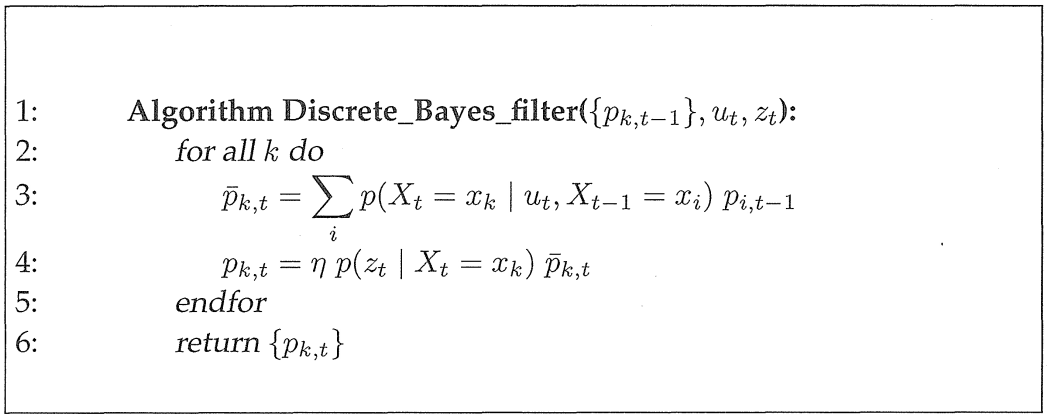 1: Algorithm Discrete_Bayes_filter({p_{k,t−1}}, u_t, z_t):
2: for all k do
3: p̄_{k,t} = ∑_i p(X_t = x_k | u_t, X_{t−1} = x_i) p_{i,t−1}
4: p_{k,t} = η p(z_t | X_t = x_k) p̄_{k,t}
5: endfor
6: return {p_{k,t}}